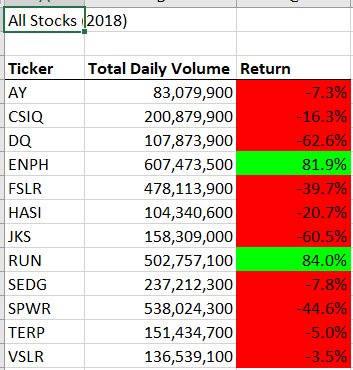 All Stocks (2018)
Ticker Total Daily Volume Return
AY 83,079,900 -7.3%
CSIQ 200,879,900 -16.3%
DQ 107,873,900 -62.6%
ENPH 607,473,500 81.9%
FSLR 478,113,900 -39.7%
HASI 104,340,600 -20.7%
JKS 158,309,000 -60.5%
RUN 502,757,100 84.0%
SEDG 237,212,300 -7.8%
SPWR 538,024,300 -44.6%
TERP 151,434,700 -5.0%
VSLR 136,539,100 -3.5%